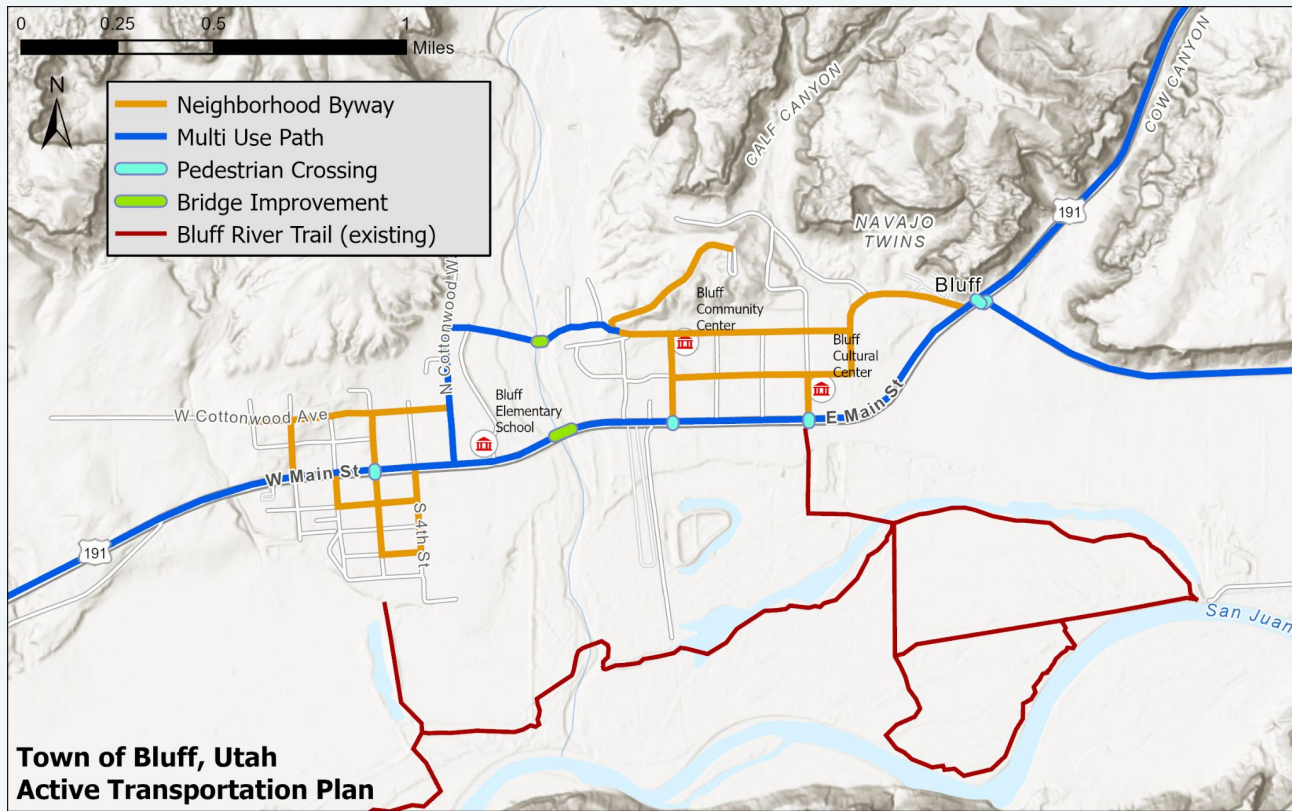 0 0.25 0.5 1
Miles
N
Neighborhood Byway
Multi Use Path
Pedestrian Crossing
Bridge Improvement
Bluff River Trail (existing)
CALF CANYON
COW CANYON
191
NAVAJO
TWINS
Bluff
Bluff
Community
Center
Bluff
Cultural
Center
N Cottonwood W
Bluff
Elementary
School
W Cottonwood Ave
E Main St
W Main St
S 4th St
191
San Juan
Town of Bluff, Utah
Active Transportation Plan